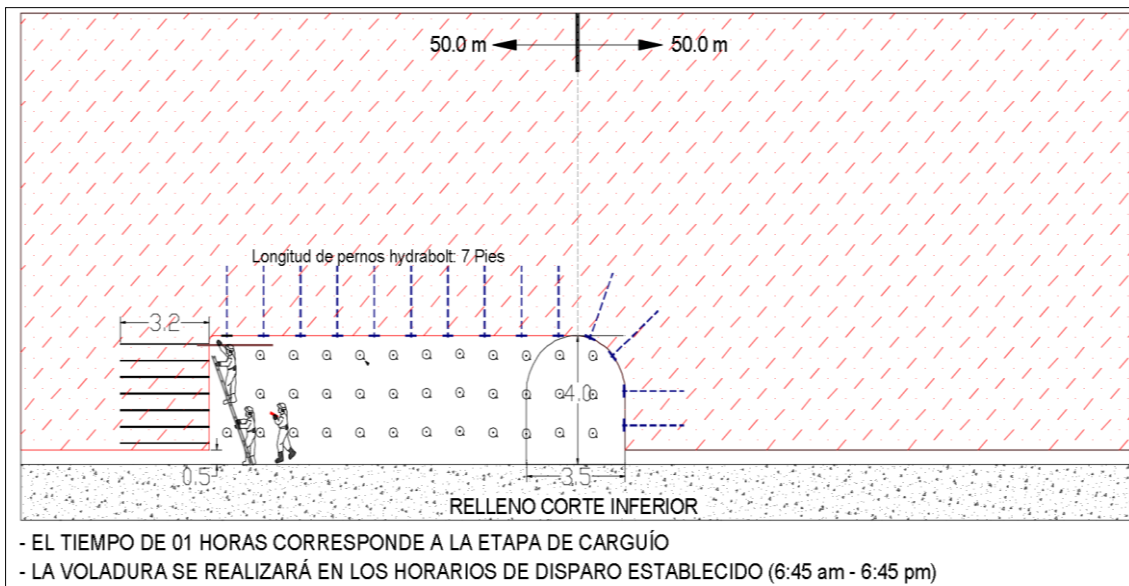 50.0 m 50.0 m
Longitud de pernos hydrabolt: 7 Pies
3.2
4.0
0.5
3.5
RELLENO CORTE INFERIOR
- EL TIEMPO DE 01 HORAS CORRESPONDE A LA ETAPA DE CARGUÍO
- LA VOLADURA SE REALIZARÁ EN LOS HORARIOS DE DISPARO ESTABLECIDO (6:45 am - 6:45 pm)